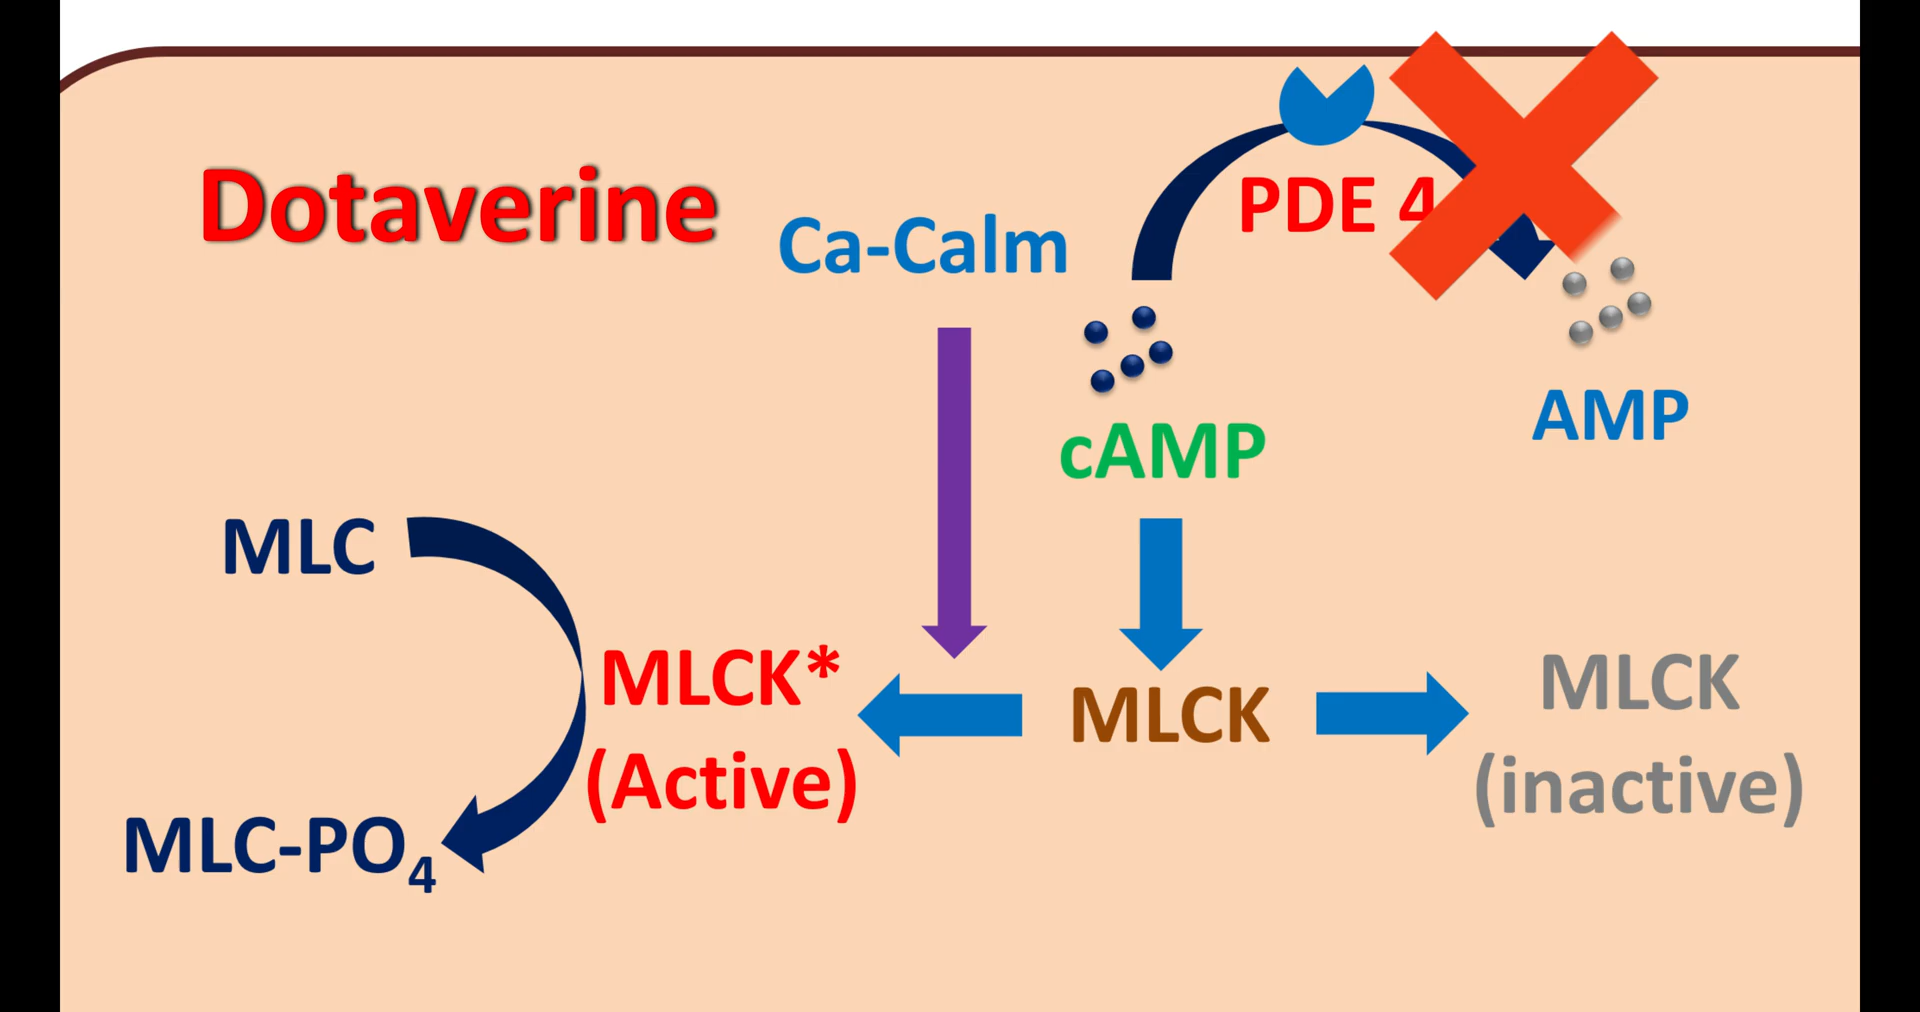 Dotaverine
Ca-Calm
PDE 4
cAMP
AMP
MLC
MLCK*
(Active)
MLCK
MLCK
(inactive)
MLC-PO4